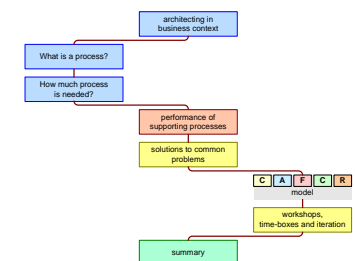 architecting in
business context
What is a process?
How much process
is needed?
performance of
supporting processes
solutions to common
problems
C A F C R
model
workshops,
time-boxes and iteration
summary